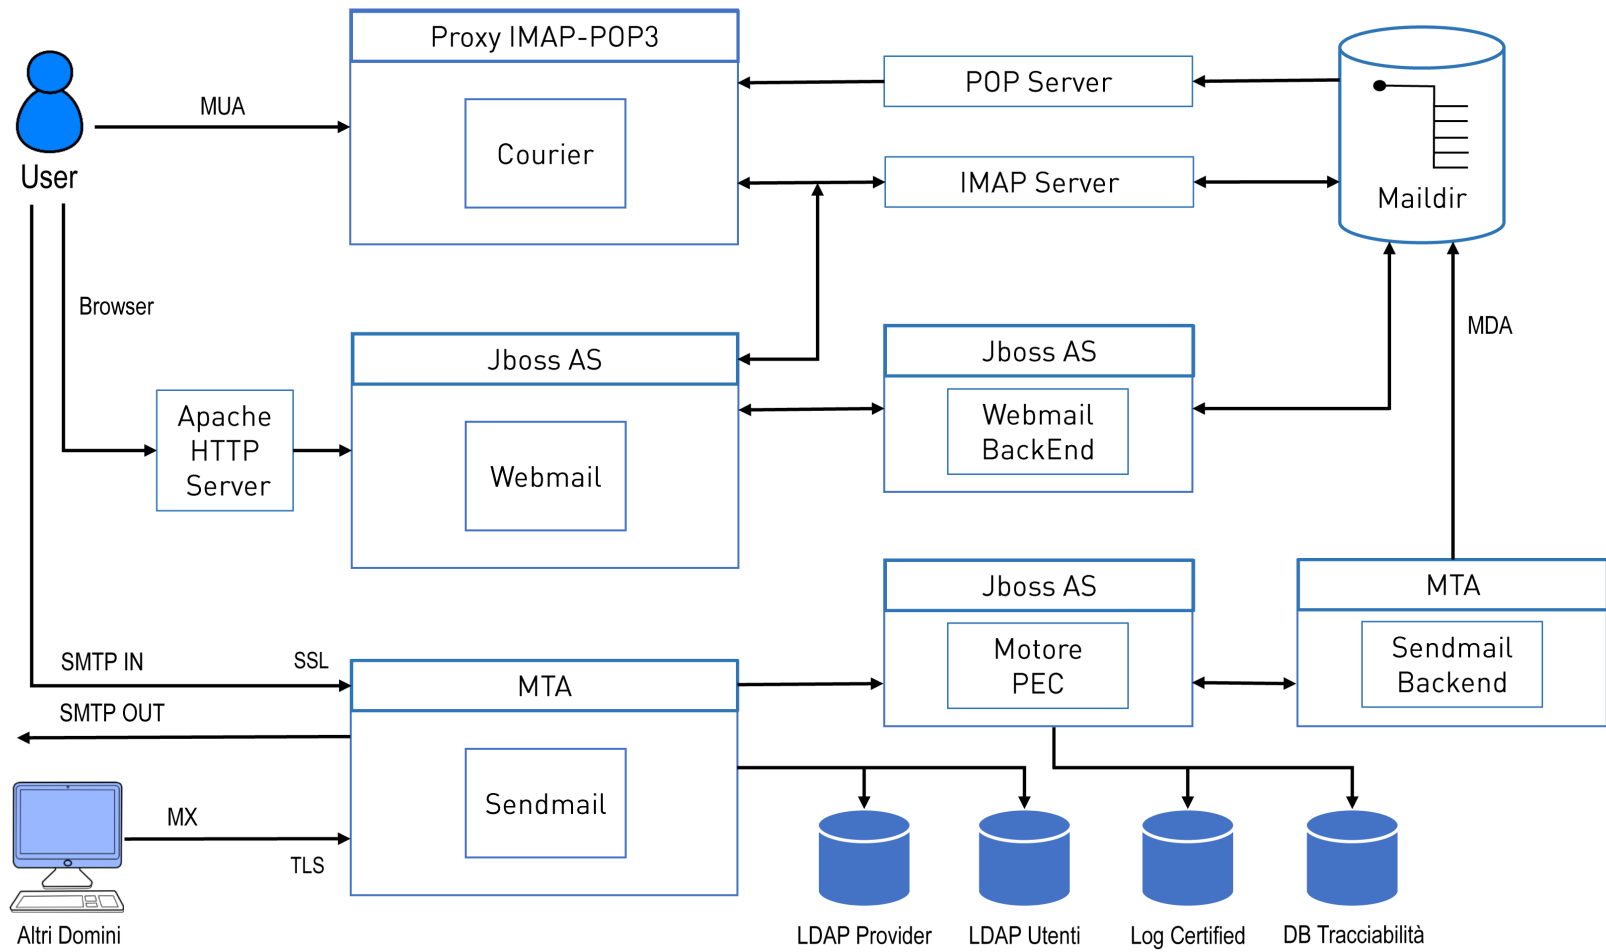 Proxy IMAP-POP3
POP Server
MUA
Courier
User
IMAP Server
Maildir
Browser
MDA
Jboss AS
Jboss AS
Apache
HTTP
Server
Webmail
BackEnd
Webmail
Jboss AS
MTA
SMTP IN
SSL
MTA
Motore
PEC
Sendmail
Backend
SMTP OUT
MX
Sendmail
TLS
Altri Domini
LDAP Provider
LDAP Utenti
Log Certified
DB Tracciabilità